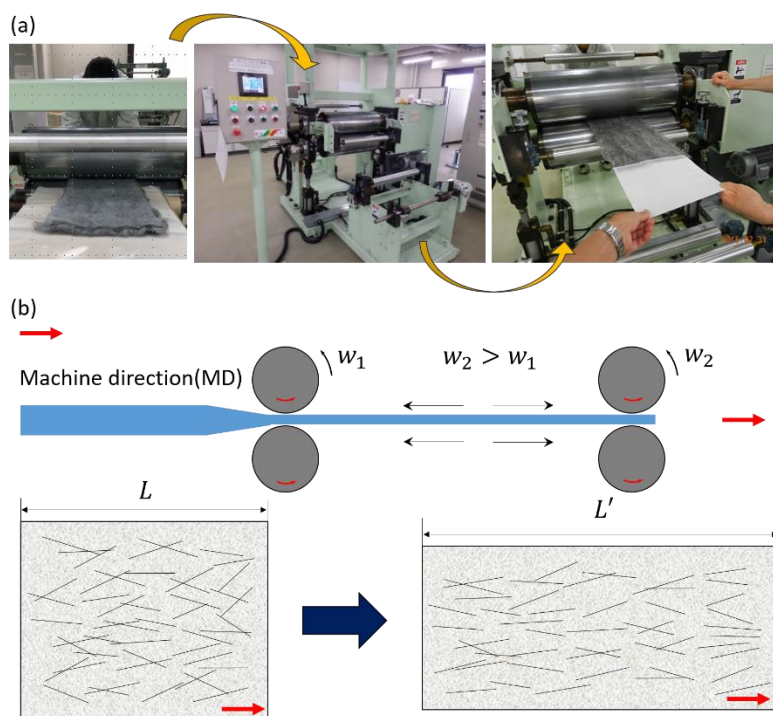 (a)
(b)
Machine direction(MD)
w₁
w₂ > w₁
w₂
L
L′